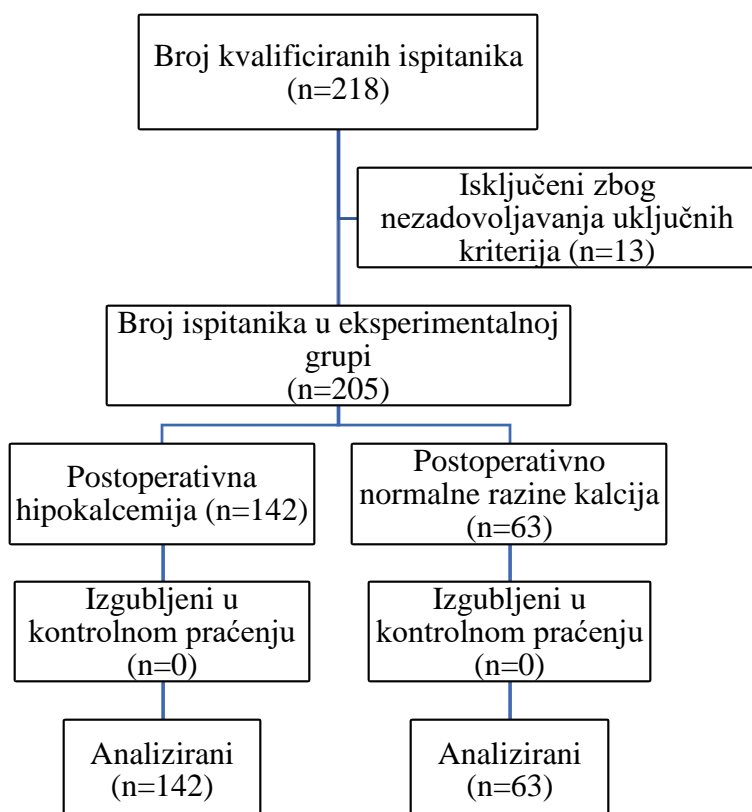 Broj kvalificiranih ispitanika
(n=218)
Isključeni zbog
nezadovoljavanja uključnih
kriterija (n=13)
Broj ispitanika u eksperimentalnoj
grupi
(n=205)
Postoperativna
hipokalcemija (n=142)
Postoperativno
normalne razine kalcija
(n=63)
Izgubljeni u
kontrolnom praćenju
(n=0)
Izgubljeni u
kontrolnom praćenju
(n=0)
Analizirani
(n=142)
Analizirani
(n=63)